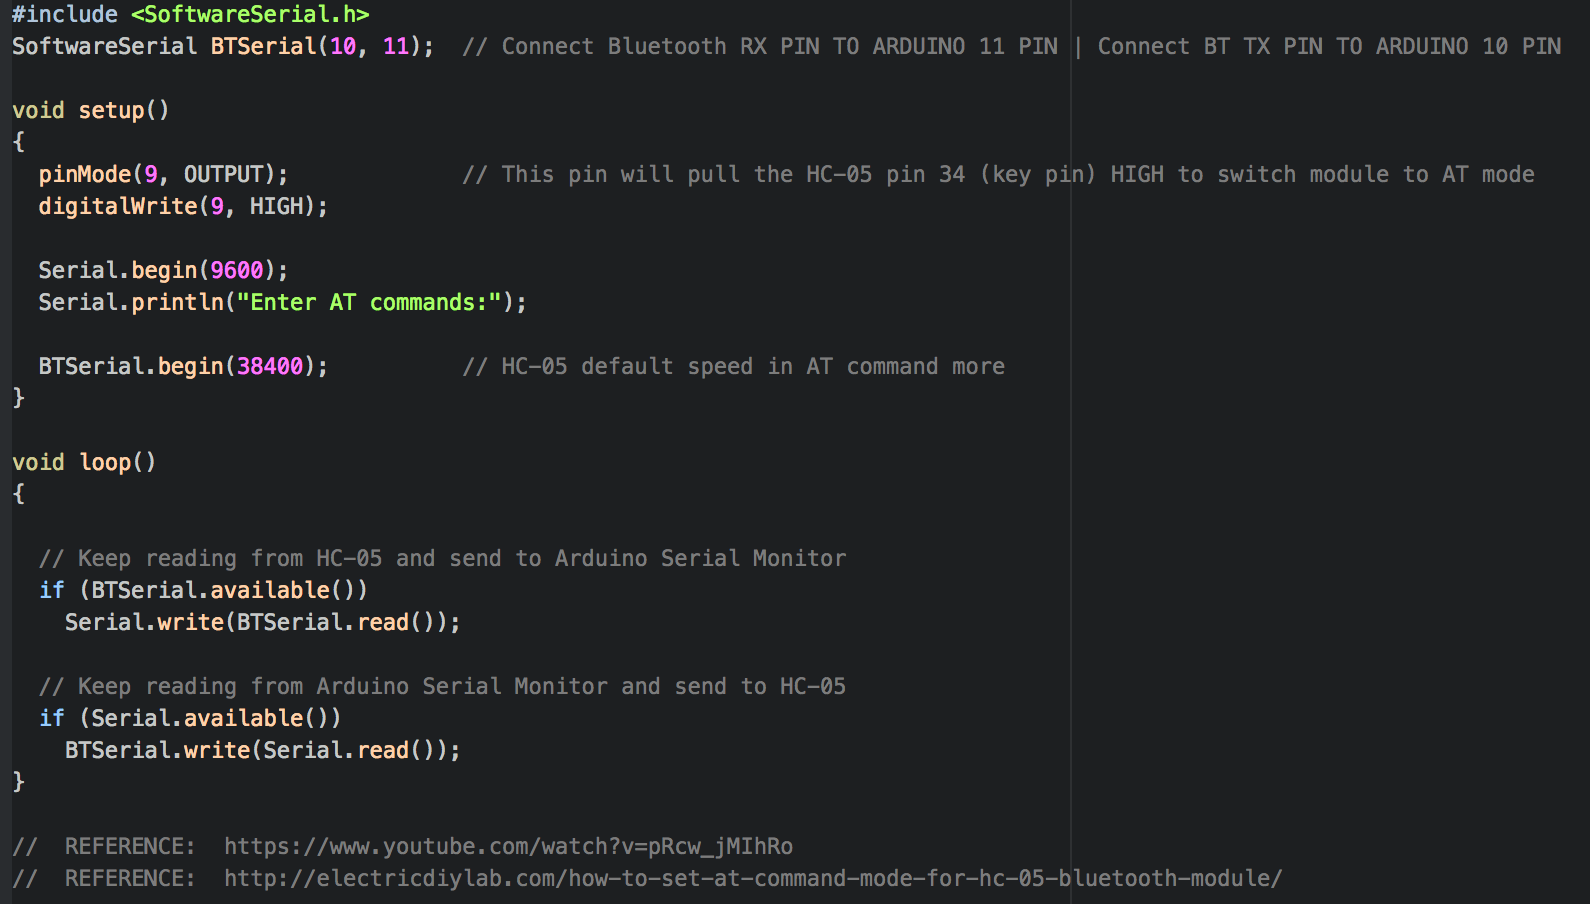 #include <SoftwareSerial.h>
SoftwareSerial BTSerial(10, 11);  // Connect Bluetooth RX PIN TO ARDUINO 11 PIN | Connect BT TX PIN TO ARDUINO 10 PIN
void setup()
{
  pinMode(9, OUTPUT);             // This pin will pull the HC-05 pin 34 (key pin) HIGH to switch module to AT mode
  digitalWrite(9, HIGH);
  Serial.begin(9600);
  Serial.println("Enter AT commands:");
  BTSerial.begin(38400);          // HC-05 default speed in AT command more
}
void loop()
{
  // Keep reading from HC-05 and send to Arduino Serial Monitor
  if (BTSerial.available())
    Serial.write(BTSerial.read());
  // Keep reading from Arduino Serial Monitor and send to HC-05
  if (Serial.available())
    BTSerial.write(Serial.read());
}
//  REFERENCE:  https://www.youtube.com/watch?v=pRcw_jMIhRo
//  REFERENCE:  http://electricdiylab.com/how-to-set-at-command-mode-for-hc-05-bluetooth-module/